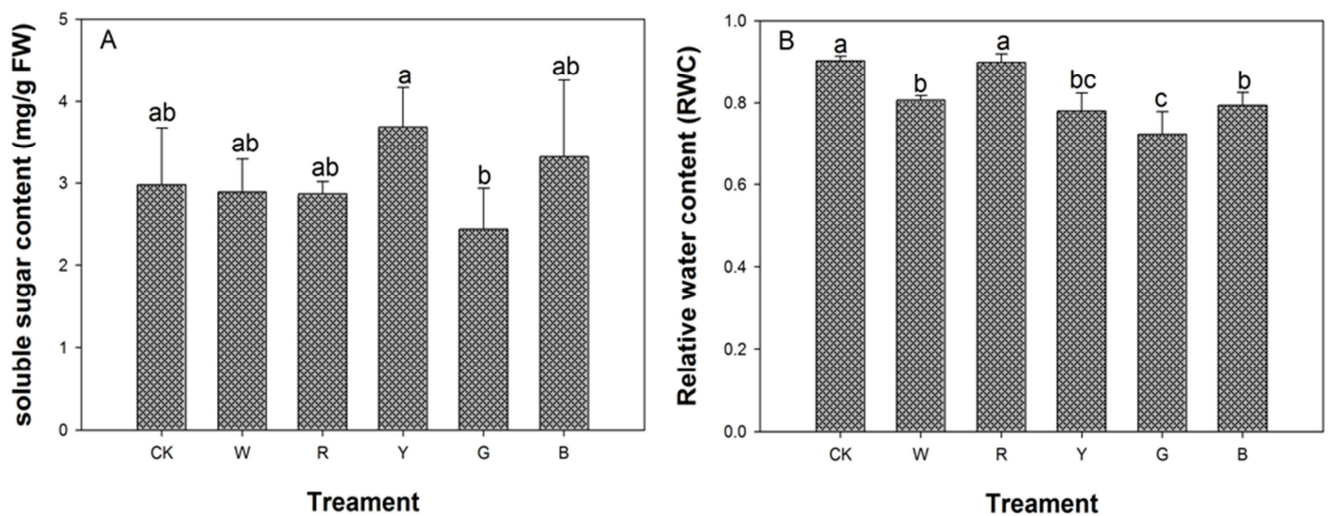 A
soluble sugar content (mg/g FW)
5
4
3
2
1
0
ab
ab
ab
a
b
ab
CK W R Y G B
Treament
B
Relative water content (RWC)
1.0
0.8
0.6
0.4
0.2
0.0
a
b
a
bc
c
b
CK W R Y G B
Treament